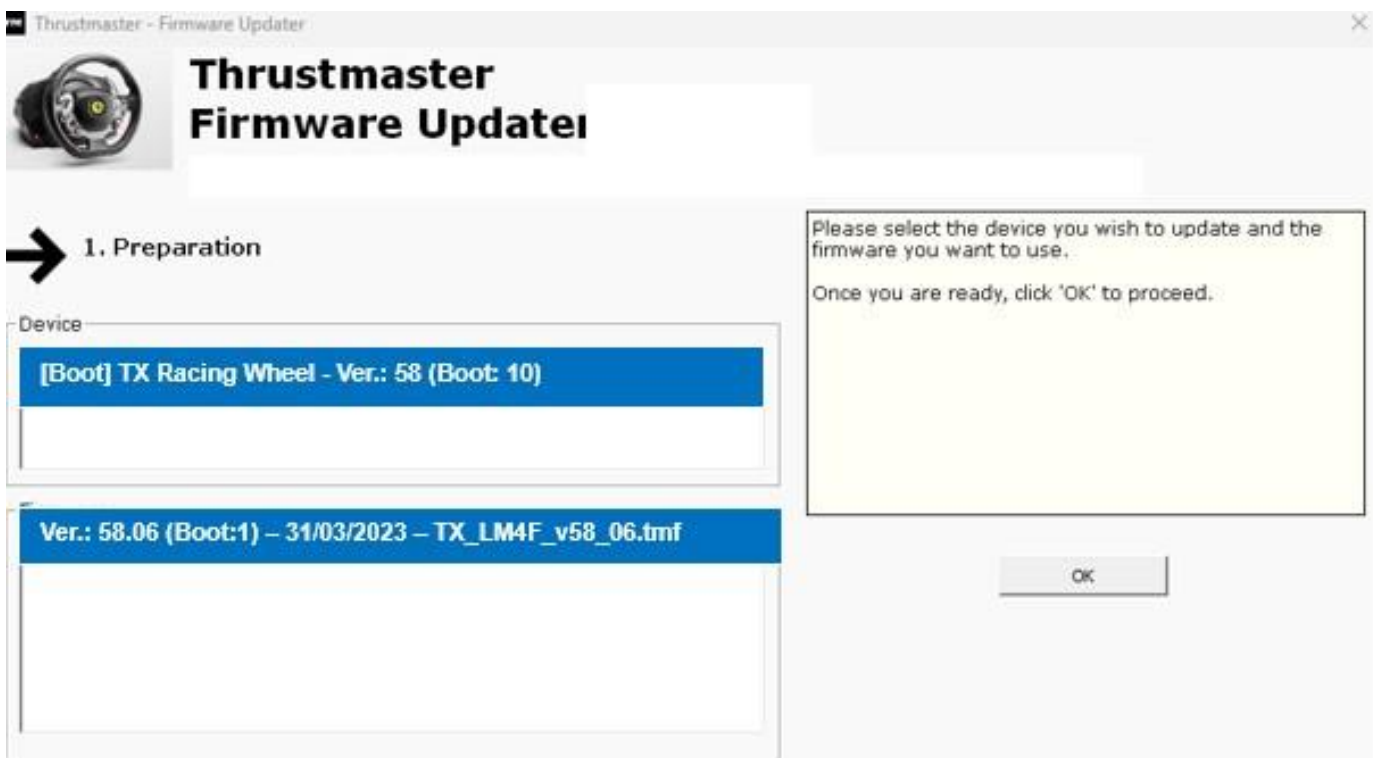 Thrustmaster - Firmware Updater
Thrustmaster
Firmware Updater
1. Preparation
Please select the device you wish to update and the
firmware you want to use.
Once you are ready, click 'OK' to proceed.
Device
[Boot] TX Racing Wheel - Ver.: 58 (Boot: 10)
Ver.: 58.06 (Boot:1) – 31/03/2023 – TX_LM4F_v58_06.tmf
OK